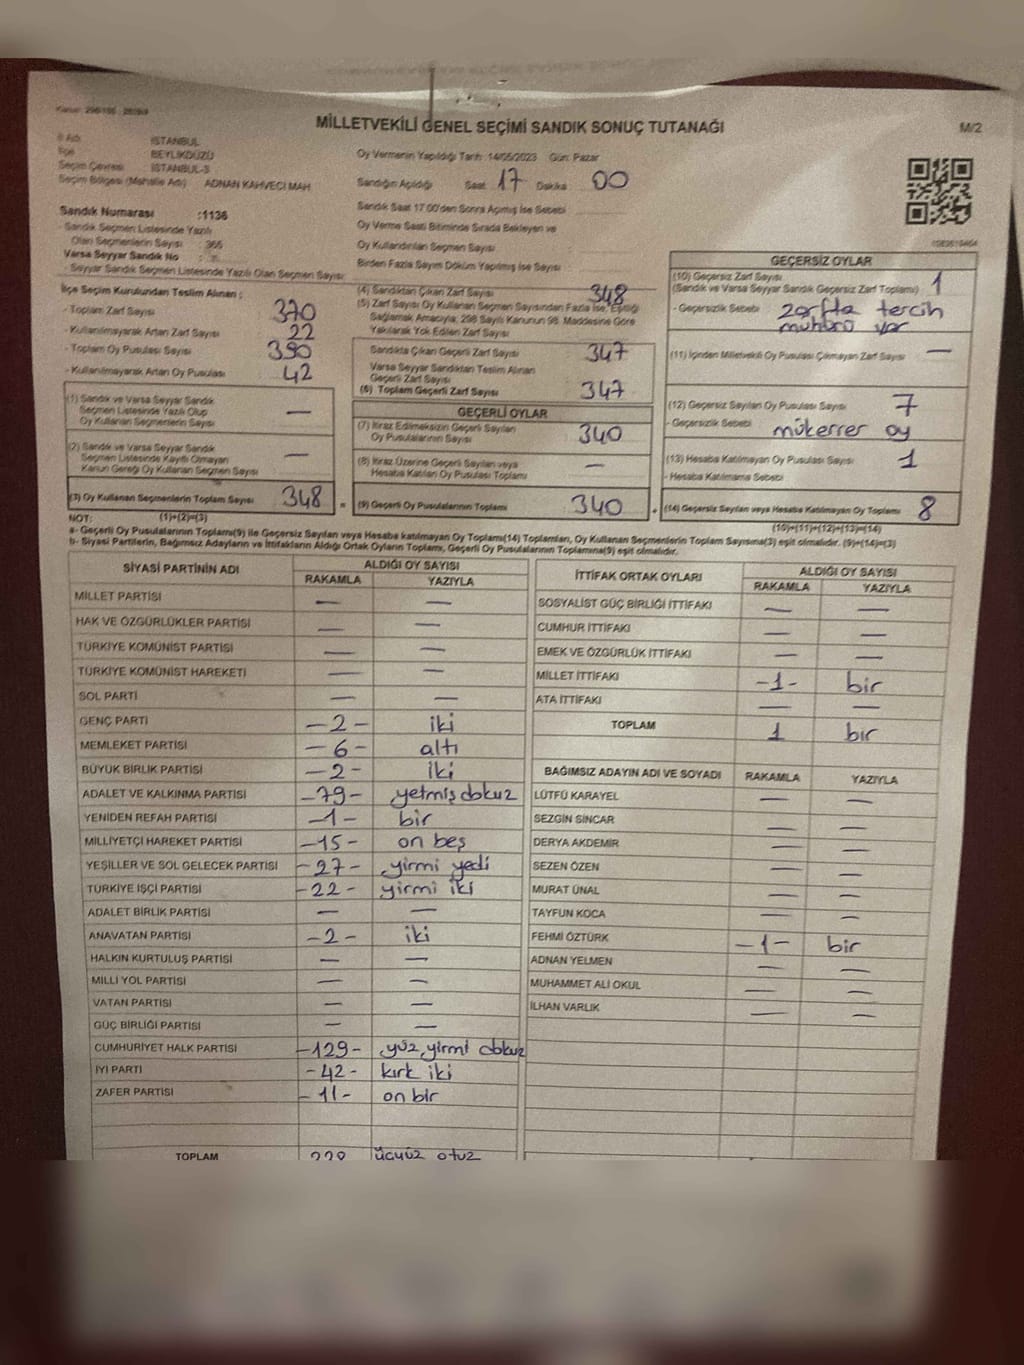 MİLLETVEKİLİ GENEL SEÇİMİ SANDIK SONUÇ TUTANAĞI
M/2
İl Adı İSTANBUL
İlçe BEYLİKDÜZÜ
Seçim Çevresi İSTANBUL-3
Seçim Bölgesi (Mahalle Adı) ADNAN KAHVECİ MAH
Oy Vermenin Yapıldığı Tarih :14/05/2023 Gün: Pazar
Sandığın Açıldığı Saat 17 Dakika 00
Sandık Saat 17.00'den Sonra Açılmış İse Sebebi
Oy Verme Saati Bitiminde Sırada Bekleyen ve
Oy Kullandırılan Seçmen Sayısı :
Birden Fazla Sayım Döküm Yapılmış İse Sayısı :
Sandık Numarası :1136
- Sandık Seçmen Listesinde Yazılı
Olan Seçmenlerin Sayısı : 365
Varsa Seyyar Sandık No :
- Seyyar Sandık Seçmen Listesinde Yazılı Olan Seçmen Sayısı:
İlçe Seçim Kurulundan Teslim Alınan :
- Toplam Zarf Sayısı : 370
- Kullanılmayarak Artan Zarf Sayısı : 22
- Toplam Oy Pusulası Sayısı : 390
- Kullanılmayarak Artan Oy Pusulası : 42
(1) Sandık ve Varsa Seyyar Sandık
Seçmen Listesinde Yazılı Olup
Oy Kullanan Seçmenlerin Sayısı : —
(2) Sandık ve Varsa Seyyar Sandık
Seçmen Listesinde Kayıtlı Olmayan
Kanun Gereği Oy Kullanan Seçmen Sayısı : —
(3) Oy Kullanan Seçmenlerin Toplam Sayısı : 348
(4) Sandıktan Çıkan Zarf Sayısı : 348
(5) Zarf Sayısı Oy Kullanan Seçmen Sayısından Fazla İse, Eşitliği
Sağlamak Amacıyla; 298 Sayılı Kanunun 98. Maddesine Göre
Yakılarak Yok Edilen Zarf Sayısı :
Sandıkta Çıkan Geçerli Zarf Sayısı : 347
Varsa Seyyar Sandıktan Teslim Alınan
Geçerli Zarf Sayısı :
(6) Toplam Geçerli Zarf Sayısı : 347
GEÇERLİ OYLAR
(7) İtiraz Edilmeksizin Geçerli Sayılan
Oy Pusulalarının Sayısı : 340
(8) İtiraz Üzerine Geçerli Sayılan veya
Hesaba Katılan Oy Pusulası Toplamı : —
= (9) Geçerli Oy Pusulalarının Toplamı : 340
GEÇERSİZ OYLAR
(10) Geçersiz Zarf Sayısı : 1
(Sandık ve Varsa Seyyar Sandık Geçersiz Zarf Toplamı)
- Geçersizlik Sebebi : zarfta tercih
mühürü var
(11) İçinden Milletvekili Oy Pusulası Çıkmayan Zarf Sayısı : —
(12) Geçersiz Sayılan Oy Pusulası Sayısı : 7
- Geçersizlik Sebebi : mükerrer oy
(13) Hesaba Katılmayan Oy Pusulası Sayısı : 1
- Hesaba Katılmama Sebebi :
+ (14) Geçersiz Sayılan veya Hesaba Katılmayan Oy Toplamı : 8
NOT: (1)+(2)=(3)
(10)+(11)+(12)+(13)=(14)
a- Geçerli Oy Pusulalarının Toplamı(9) ile Geçersiz Sayılan veya Hesaba katılmayan Oy Toplamı(14) Toplamları, Oy Kullanan Seçmenlerin Toplam Sayısına(3) eşit olmalıdır. (9)+(14)=(3)
b- Siyasi Partilerin, Bağımsız Adayların ve İttifakların Aldığı Ortak Oyların Toplamı, Geçerli Oy Pusulalarının Toplamına(9) eşit olmalıdır.
SİYASİ PARTİNİN ADI ALDIĞI OY SAYISI
RAKAMLA YAZIYLA
MİLLET PARTİSİ — —
HAK VE ÖZGÜRLÜKLER PARTİSİ — —
TÜRKİYE KOMÜNİST PARTİSİ — —
TÜRKİYE KOMÜNİST HAREKETİ — —
SOL PARTİ — —
GENÇ PARTİ -2- iki
MEMLEKET PARTİSİ -6- altı
BÜYÜK BİRLİK PARTİSİ -2- iki
ADALET VE KALKINMA PARTİSİ -79- yetmiş dokuz
YENİDEN REFAH PARTİSİ -1- bir
MİLLİYETÇİ HAREKET PARTİSİ -15- on beş
YEŞİLLER VE SOL GELECEK PARTİSİ -27- yirmi yedi
TÜRKİYE İŞÇİ PARTİSİ -22- yirmi iki
ADALET BİRLİK PARTİSİ — —
ANAVATAN PARTİSİ -2- iki
HALKIN KURTULUŞ PARTİSİ — —
MİLLİ YOL PARTİSİ — —
VATAN PARTİSİ — —
GÜÇ BİRLİĞİ PARTİSİ — —
CUMHURİYET HALK PARTİSİ -129- yüz yirmi dokuz
İYİ PARTİ -42- kırk iki
ZAFER PARTİSİ -11- on bir
TOPLAM üçyüz otuz
İTTİFAK ORTAK OYLARI ALDIĞI OY SAYISI
RAKAMLA YAZIYLA
SOSYALİST GÜÇ BİRLİĞİ İTTİFAKI — —
CUMHUR İTTİFAKI — —
EMEK VE ÖZGÜRLÜK İTTİFAKI — —
MİLLET İTTİFAKI -1- bir
ATA İTTİFAKI — —
TOPLAM 1 bir
BAĞIMSIZ ADAYIN ADI VE SOYADI RAKAMLA YAZIYLA
LÜTFÜ KARAYEL — —
SEZGİN SİNCAR — —
DERYA AKDEMİR — —
SEZEN ÖZEN — —
MURAT ÜNAL — —
TAYFUN KOCA — —
FEHMİ ÖZTÜRK -1- bir
ADNAN YELMEN — —
MUHAMMET ALİ OKUL — —
İLHAN VARLIK — —